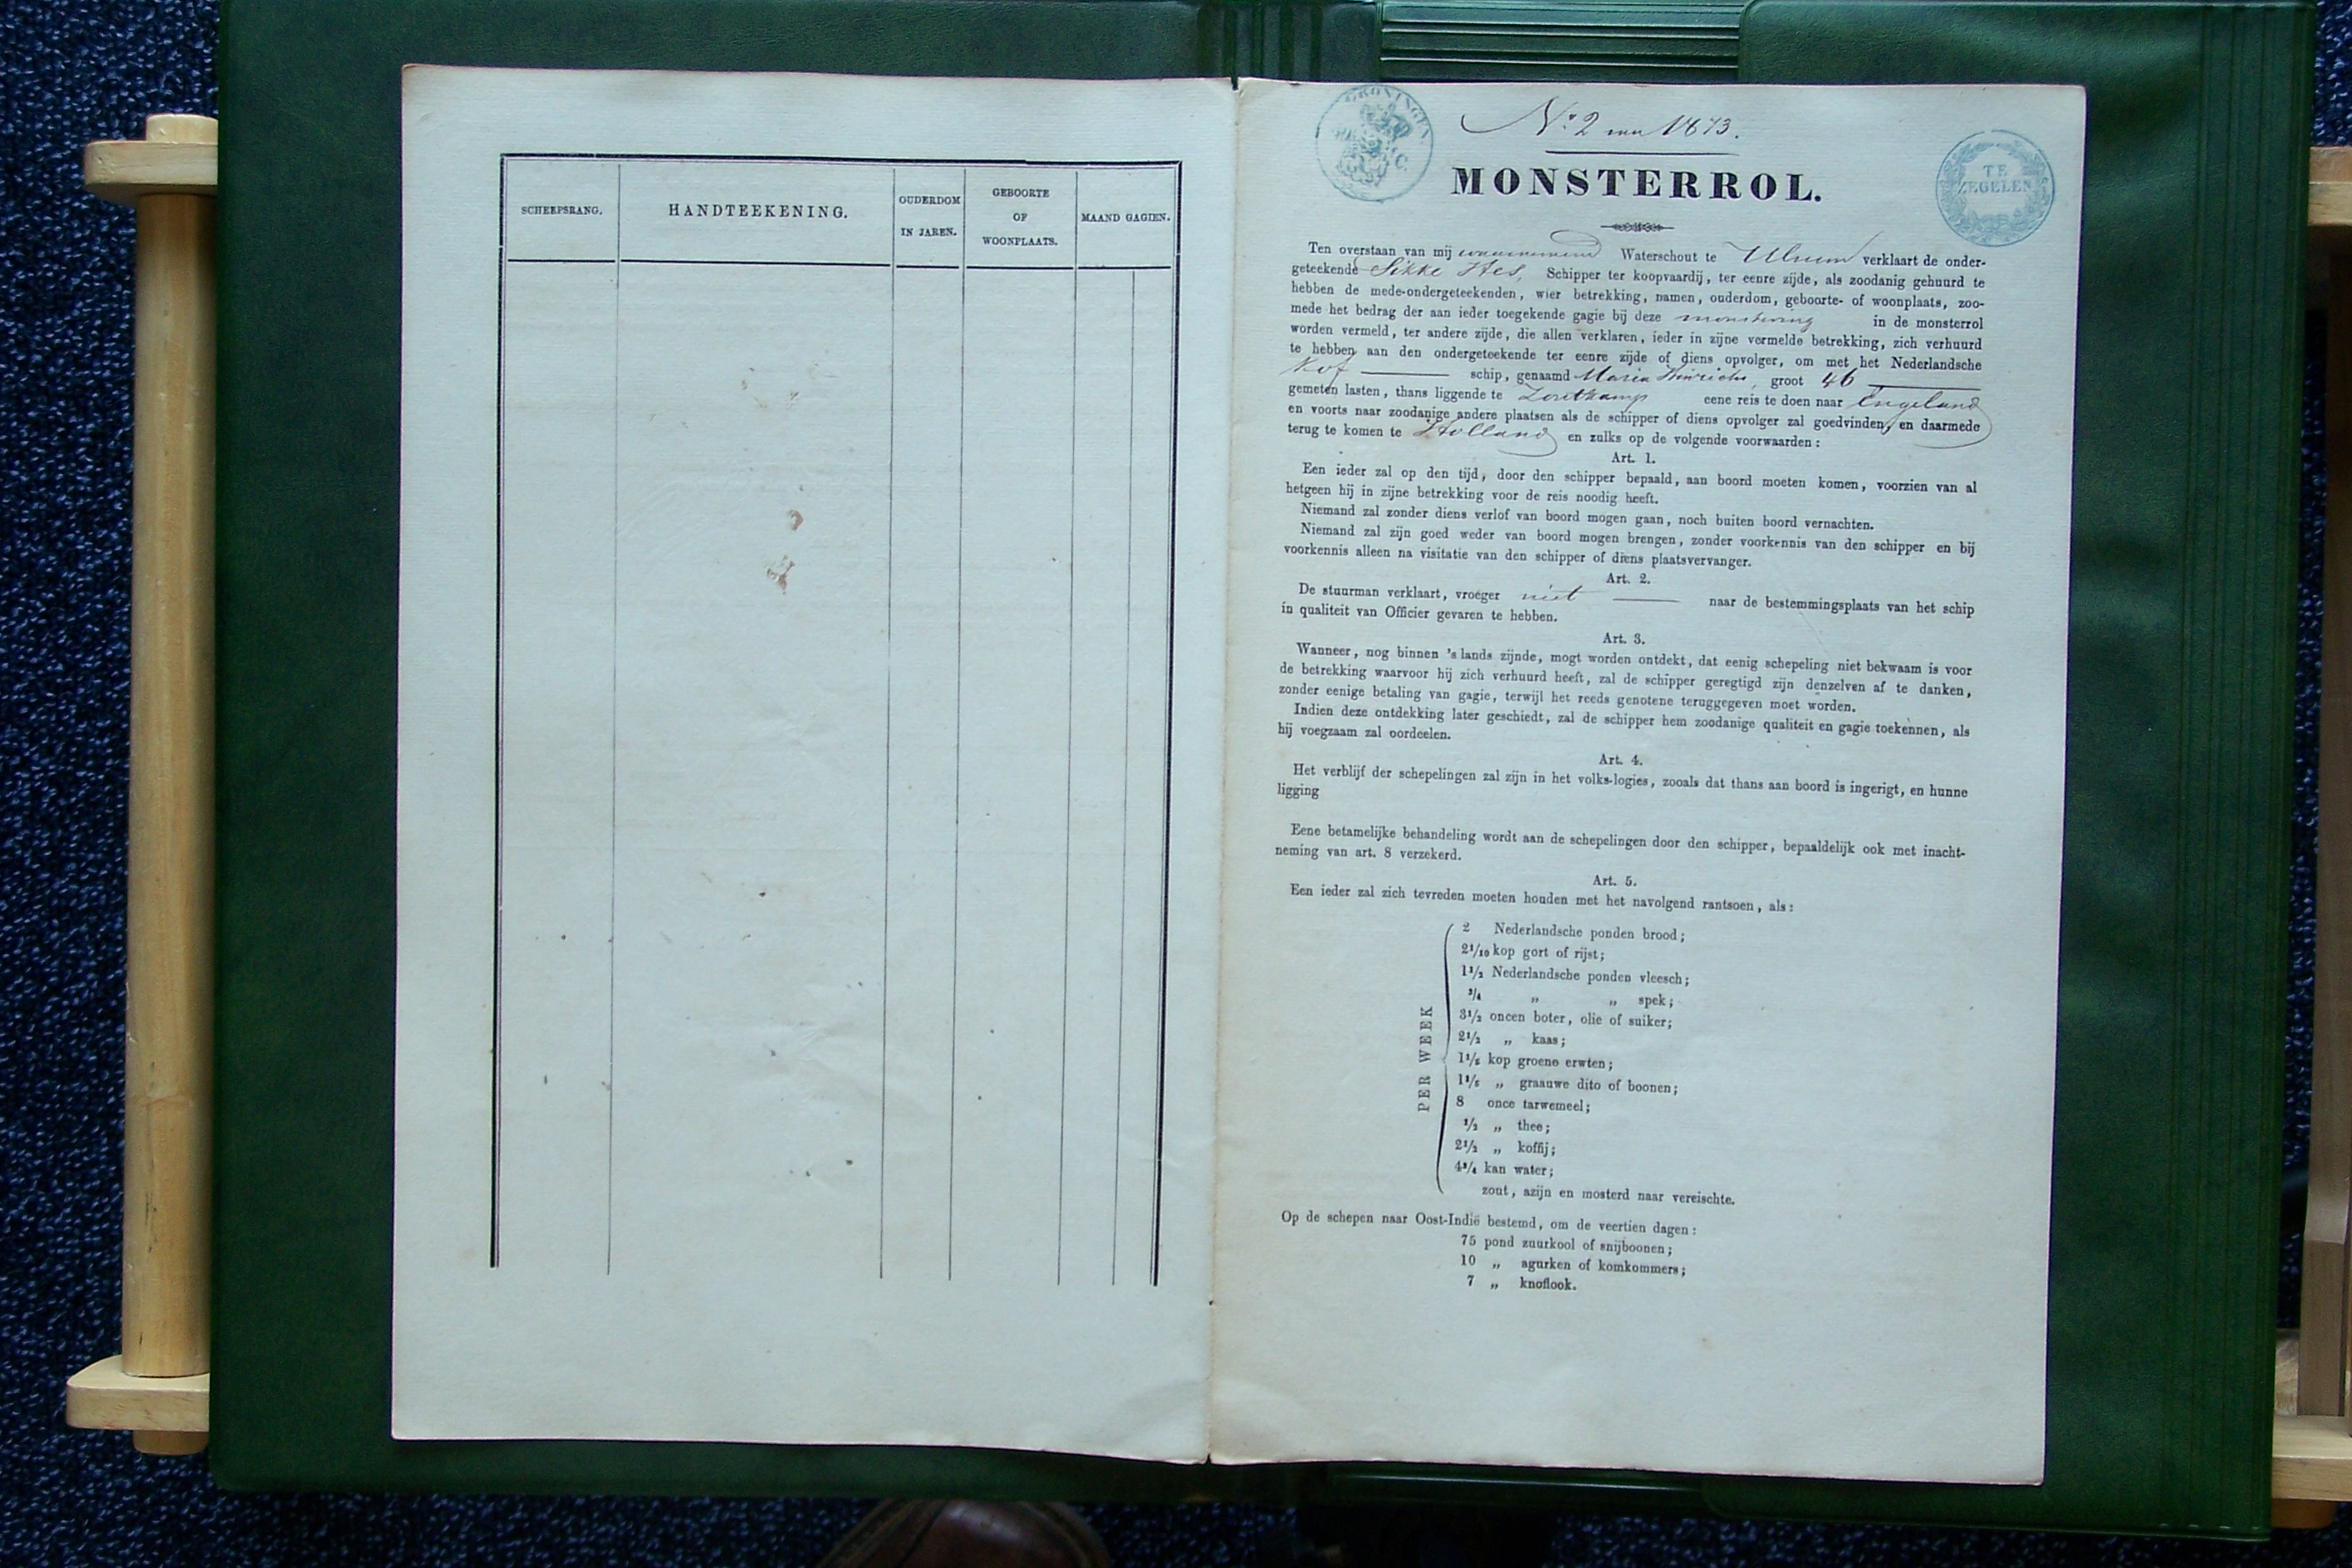 SCHEEPSRANG.
HANDTEEKENING.
OUDERDOM
IN JAREN.
GEBOORTE
OF
WOONPLAATS.
MAAND GAGIEN.
GRONINGEN
TE
ZEGELEN
No. 2 van 1873.
MONSTERROL.
Ten overstaan van mij waarnemend Waterschout te Ulrum verklaart de onder-
geteekende Sikke Hes, Schipper ter koopvaardij, ter eenre zijde, als zoodanig gehuurd te
hebben de mede-ondergeteekenden, wier betrekking, namen, ouderdom, geboorte- of woonplaats, zoo-
mede het bedrag der aan ieder toegekende gagie bij deze monstering in de monsterrol
worden vermeld, ter andere zijde, die allen verklaren, ieder in zijne vermelde betrekking, zich verhuurd
te hebben aan den ondergeteekende ter eenre zijde of diens opvolger, om met het Nederlandsche
Kof schip, genaamd Maria Hinrichs, groot 46
gemeten lasten, thans liggende te Zoutkamp eene reis te doen naar Engeland
en voorts naar zoodanige andere plaatsen als de schipper of diens opvolger zal goedvinden, en daarmede
terug te komen te Holland en zulks op de volgende voorwaarden:
Art. 1.
Een ieder zal op den tijd, door den schipper bepaald, aan boord moeten komen, voorzien van al
hetgeen hij in zijne betrekking voor de reis noodig heeft.
Niemand zal zonder diens verlof van boord mogen gaan, noch buiten boord vernachten.
Niemand zal zijn goed weder van boord mogen brengen, zonder voorkennis van den schipper en bij
voorkennis alleen na visitatie van den schipper of diens plaatsvervanger.
Art. 2.
De stuurman verklaart, vroeger niet naar de bestemmingsplaats van het schip
in qualiteit van Officier gevaren te hebben.
Art. 3.
Wanneer, nog binnen 's lands zijnde, mogt worden ontdekt, dat eenig schepeling niet bekwaam is voor
de betrekking waarvoor hij zich verhuurd heeft, zal de schipper geregtigd zijn denzelven af te danken,
zonder eenige betaling van gagie, terwijl het reeds genotene teruggegeven moet worden.
Indien deze ontdekking later geschiedt, zal de schipper hem zoodanige qualiteit en gagie toekennen, als
hij voegzaam zal oordeelen.
Art. 4.
Het verblijf der schepelingen zal zijn in het volks-logies, zooals dat thans aan boord is ingerigt, en hunne
ligging
Eene betamelijke behandeling wordt aan de schepelingen door den schipper, bepaaldelijk ook met inacht-
neming van art. 8 verzekerd.
Art. 5.
Een ieder zal zich tevreden moeten houden met het navolgend rantsoen, als:
PER WEEK
2 Nederlandsche ponden brood;
2 1/10 kop gort of rijst;
1 1/2 Nederlandsche ponden vleesch;
3/4 „ „ spek;
3 1/2 oncen boter, olie of suiker;
2 1/2 „ kaas;
1 1/5 kop groene erwten;
1 1/5 „ graauwe dito of boonen;
8 once tarwemeel;
1/2 „ thee;
2 1/2 „ koffij;
4 3/4 kan water;
zout, azijn en mosterd naar vereischte.
Op de schepen naar Oost-Indië bestemd, om de veertien dagen:
75 pond zuurkool of snijboonen;
10 „ agurken of komkommers;
7 „ knoflook.